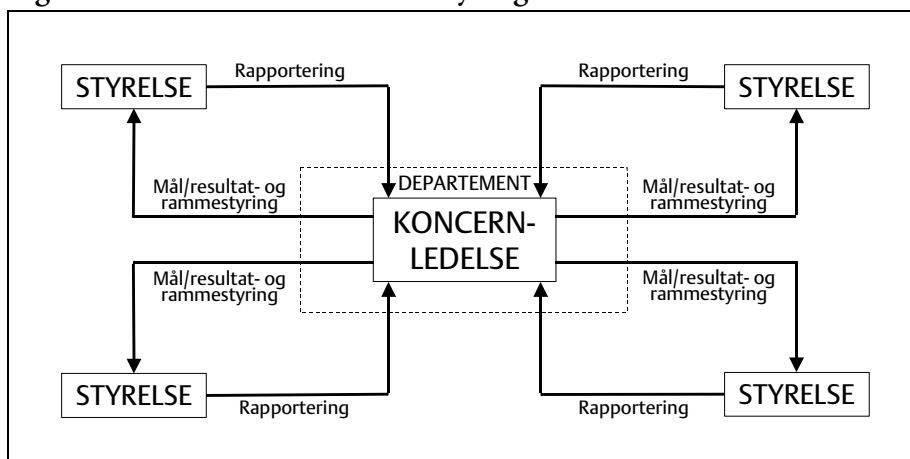 Rapportering
Rapportering
STYRELSE
STYRELSE
Mål/resultat- og
rammestyring
DEPARTEMENT
Mål/resultat- og
rammestyring
KONCERN-
LEDELSE
Mål/resultat- og
rammestyring
Mål/resultat- og
rammestyring
STYRELSE
STYRELSE
Rapportering
Rapportering